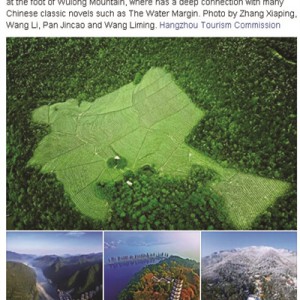 at the foot of Wulong Mountain, where has a deep connection with many
Chinese classic novels such as The Water Margin. Photo by Zhang Xiaping,
Wang Li, Pan Jincao and Wang Liming. Hangzhou Tourism Commission